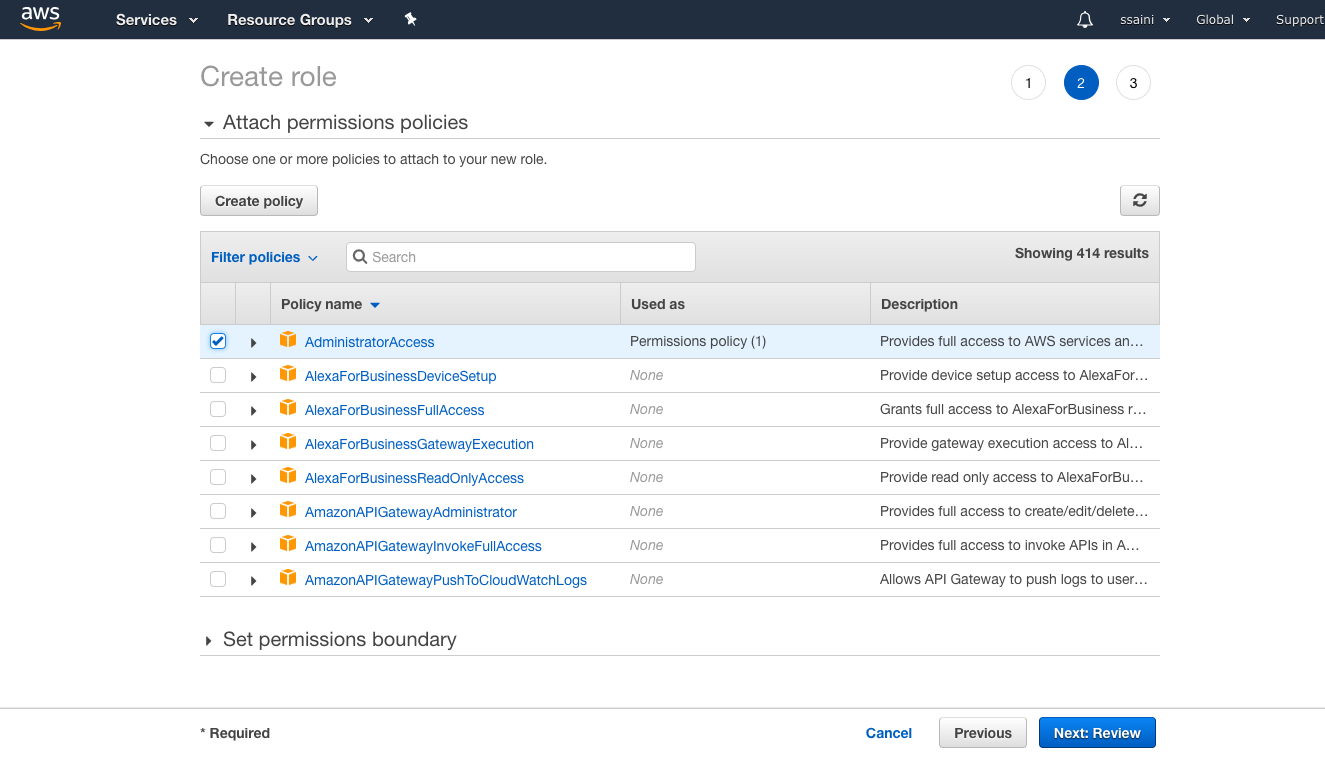 aws Services Resource Groups ssaini Global Support
Create role 1 2 3
Attach permissions policies
Choose one or more policies to attach to your new role.
Create policy
Filter policies Search Showing 414 results
Policy name Used as Description
AdministratorAccess Permissions policy (1) Provides full access to AWS services an…
AlexaForBusinessDeviceSetup None Provide device setup access to AlexaFor…
AlexaForBusinessFullAccess None Grants full access to AlexaForBusiness r…
AlexaForBusinessGatewayExecution None Provide gateway execution access to Al…
AlexaForBusinessReadOnlyAccess None Provide read only access to AlexaForBu…
AmazonAPIGatewayAdministrator None Provides full access to create/edit/delete…
AmazonAPIGatewayInvokeFullAccess None Provides full access to invoke APIs in A…
AmazonAPIGatewayPushToCloudWatchLogs None Allows API Gateway to push logs to user…
Set permissions boundary
* Required Cancel Previous Next: Review